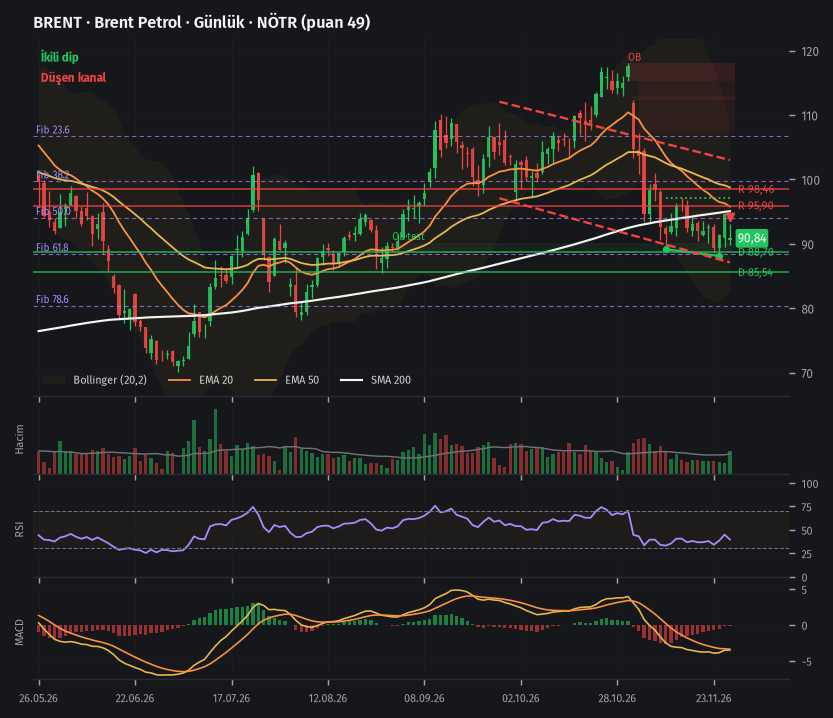 BRENT · Brent Petrol · Günlük · NÖTR (puan 49)
İkili dip
Düşen kanal
OB
120
110
100
90
80
70
Fib 23.6
Fib 38.2
Fib 50.0
Fib 61.8
Fib 78.6
R 98,46
R 95,90
90,84
D 88,70
D 85,54
Bollinger (20,2)
EMA 20
EMA 50
SMA 200
Hacim
RSI
100
75
50
25
0
MACD
5
0
−5
26.05.26
22.06.26
17.07.26
12.08.26
08.09.26
02.10.26
28.10.26
23.11.26